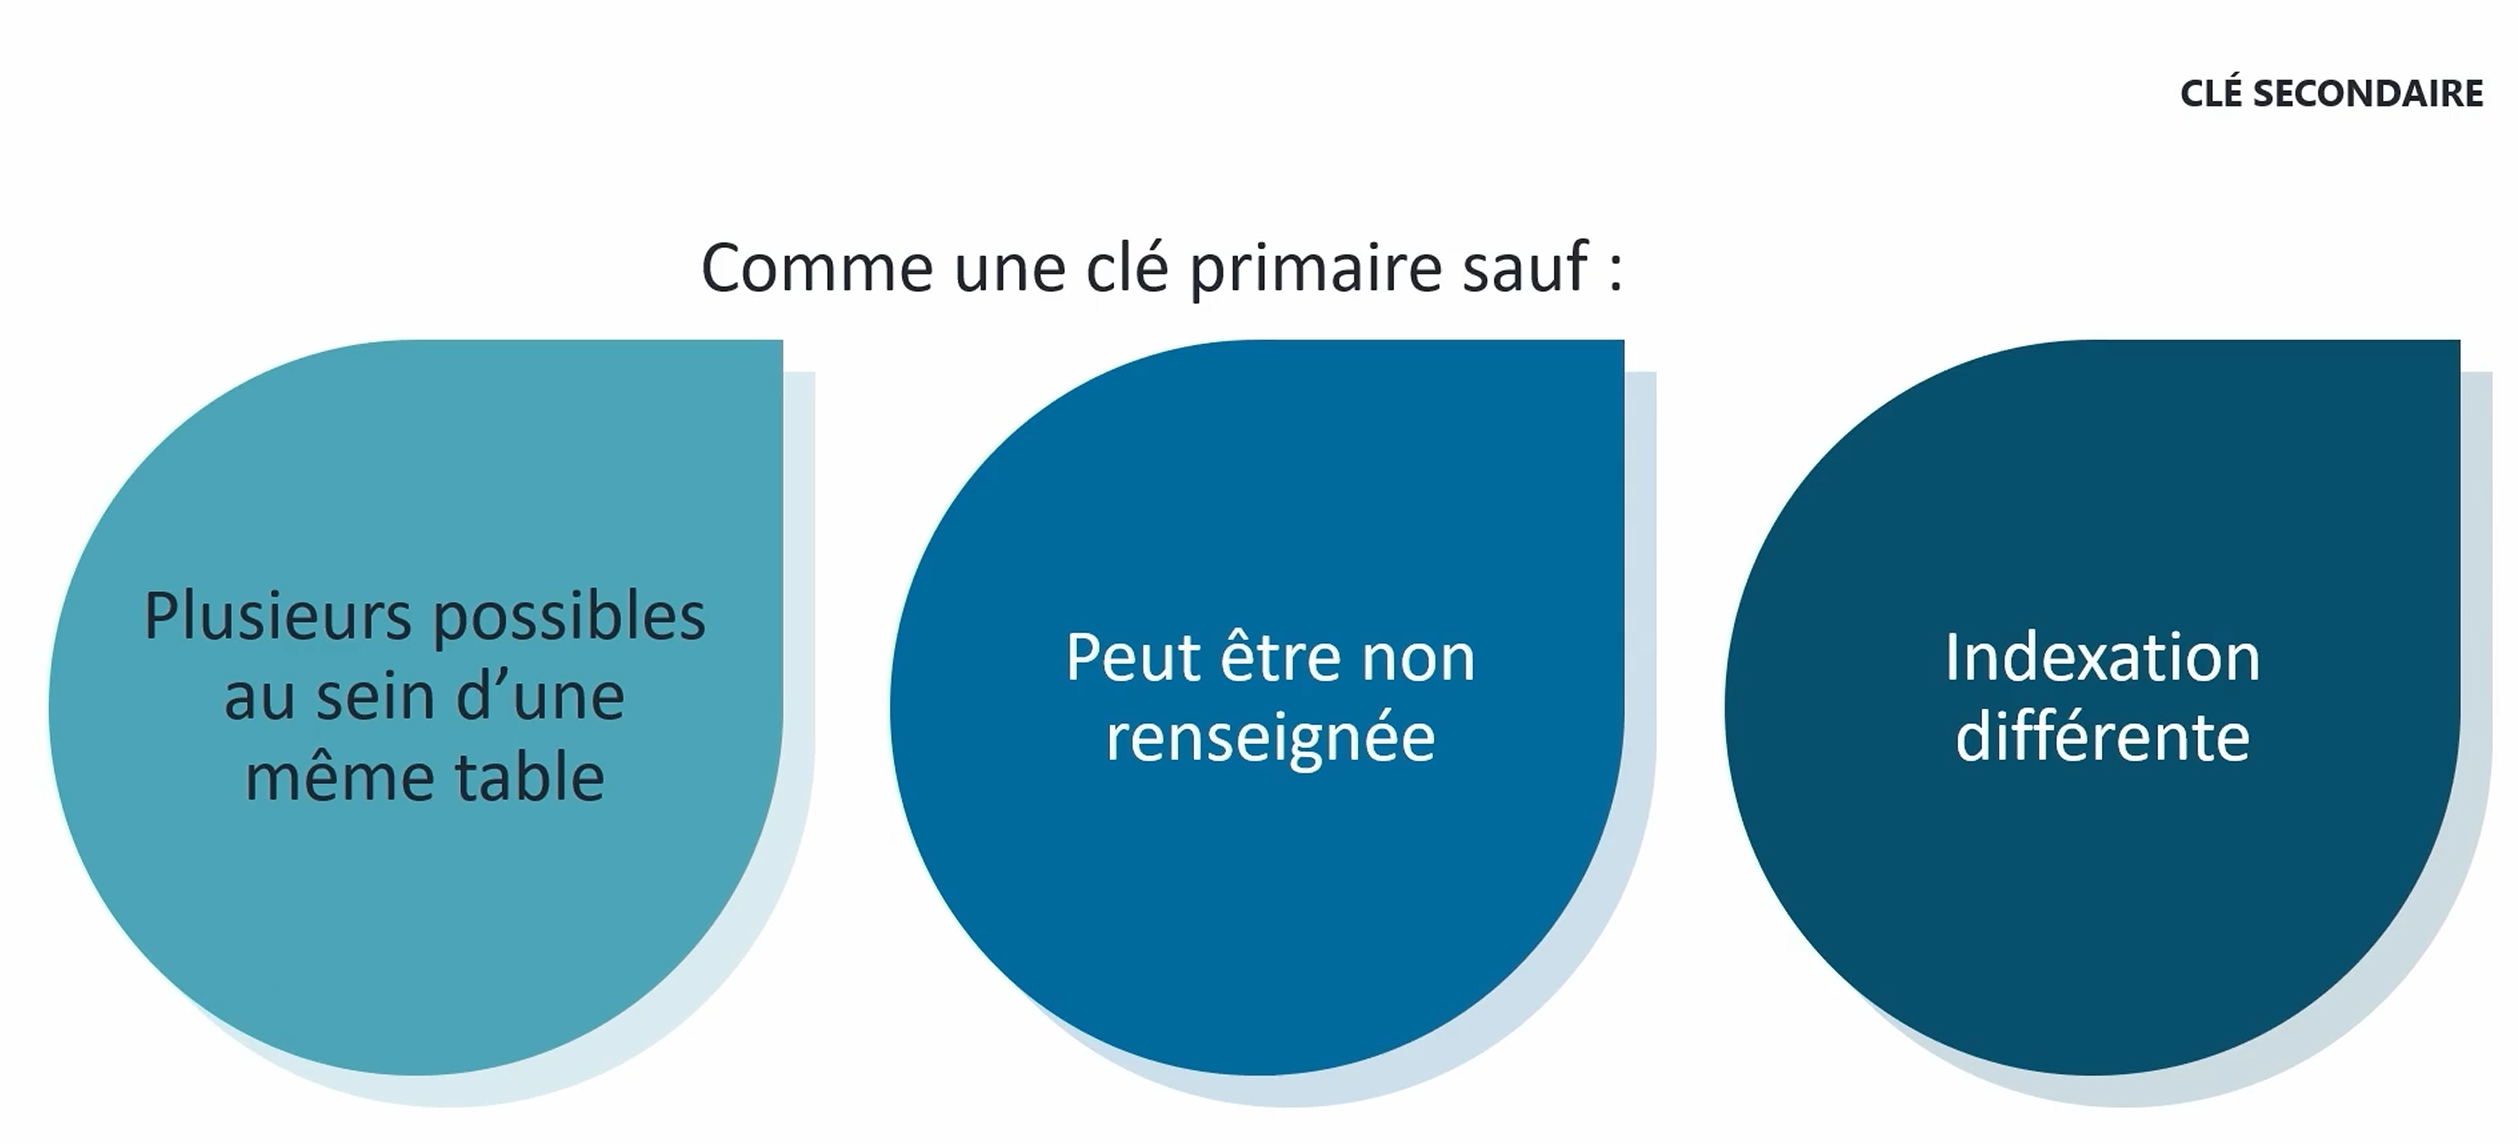 CLÉ SECONDAIRE
Comme une clé primaire sauf :
Plusieurs possibles
au sein d’une
même table
Peut être non
renseignée
Indexation
différente